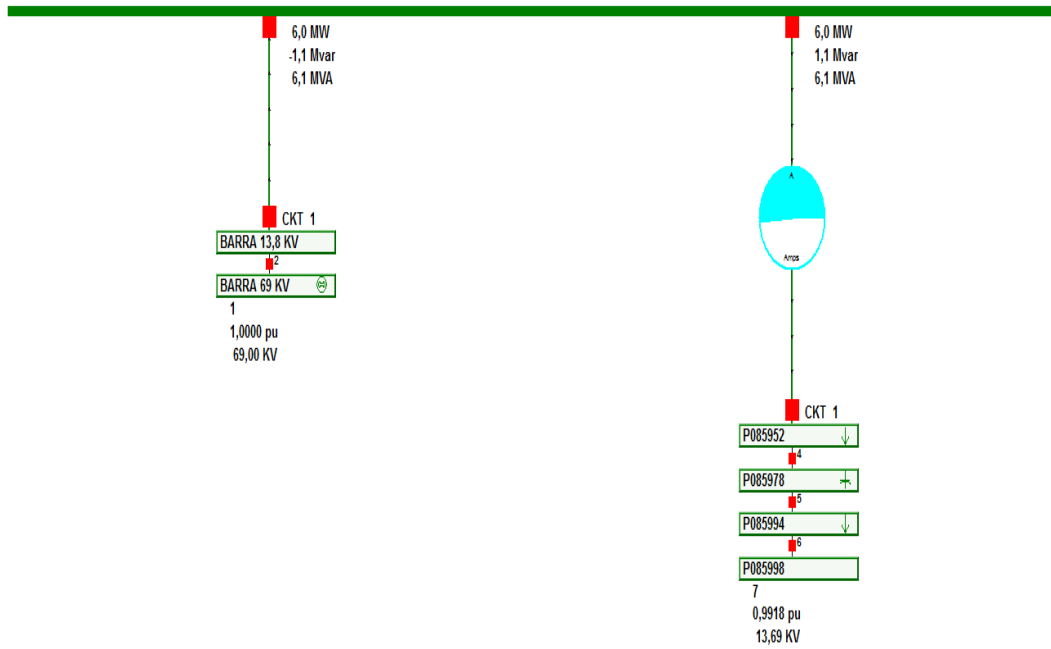 6,0 MW
-1,1 Mvar
6,1 MVA
CKT 1
BARRA 13,8 KV
2
BARRA 69 KV
1
1,0000 pu
69,00 KV
6,0 MW
1,1 Mvar
6,1 MVA
A
Amps
CKT 1
P085952
4
P085978
5
P085994
6
P085998
7
0,9918 pu
13,69 KV